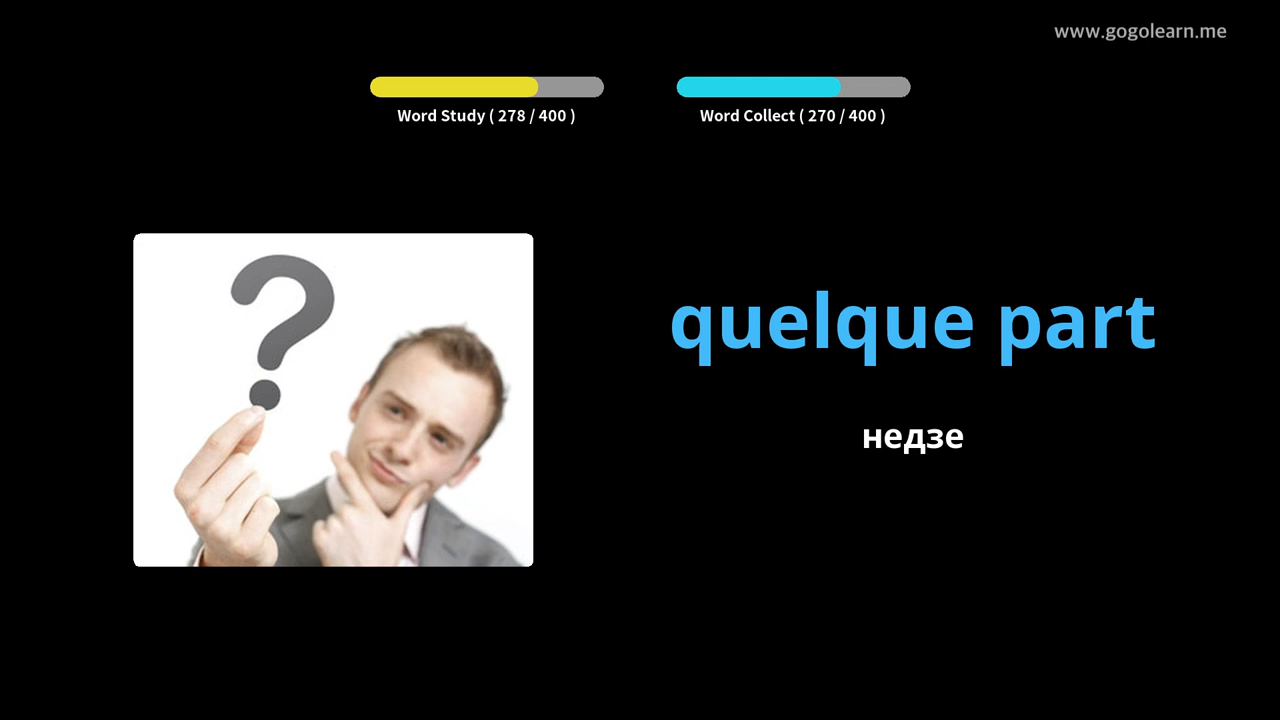 www.gogolearn.me
Word Study ( 278 / 400 )
Word Collect ( 270 / 400 )
quelque part
недзе